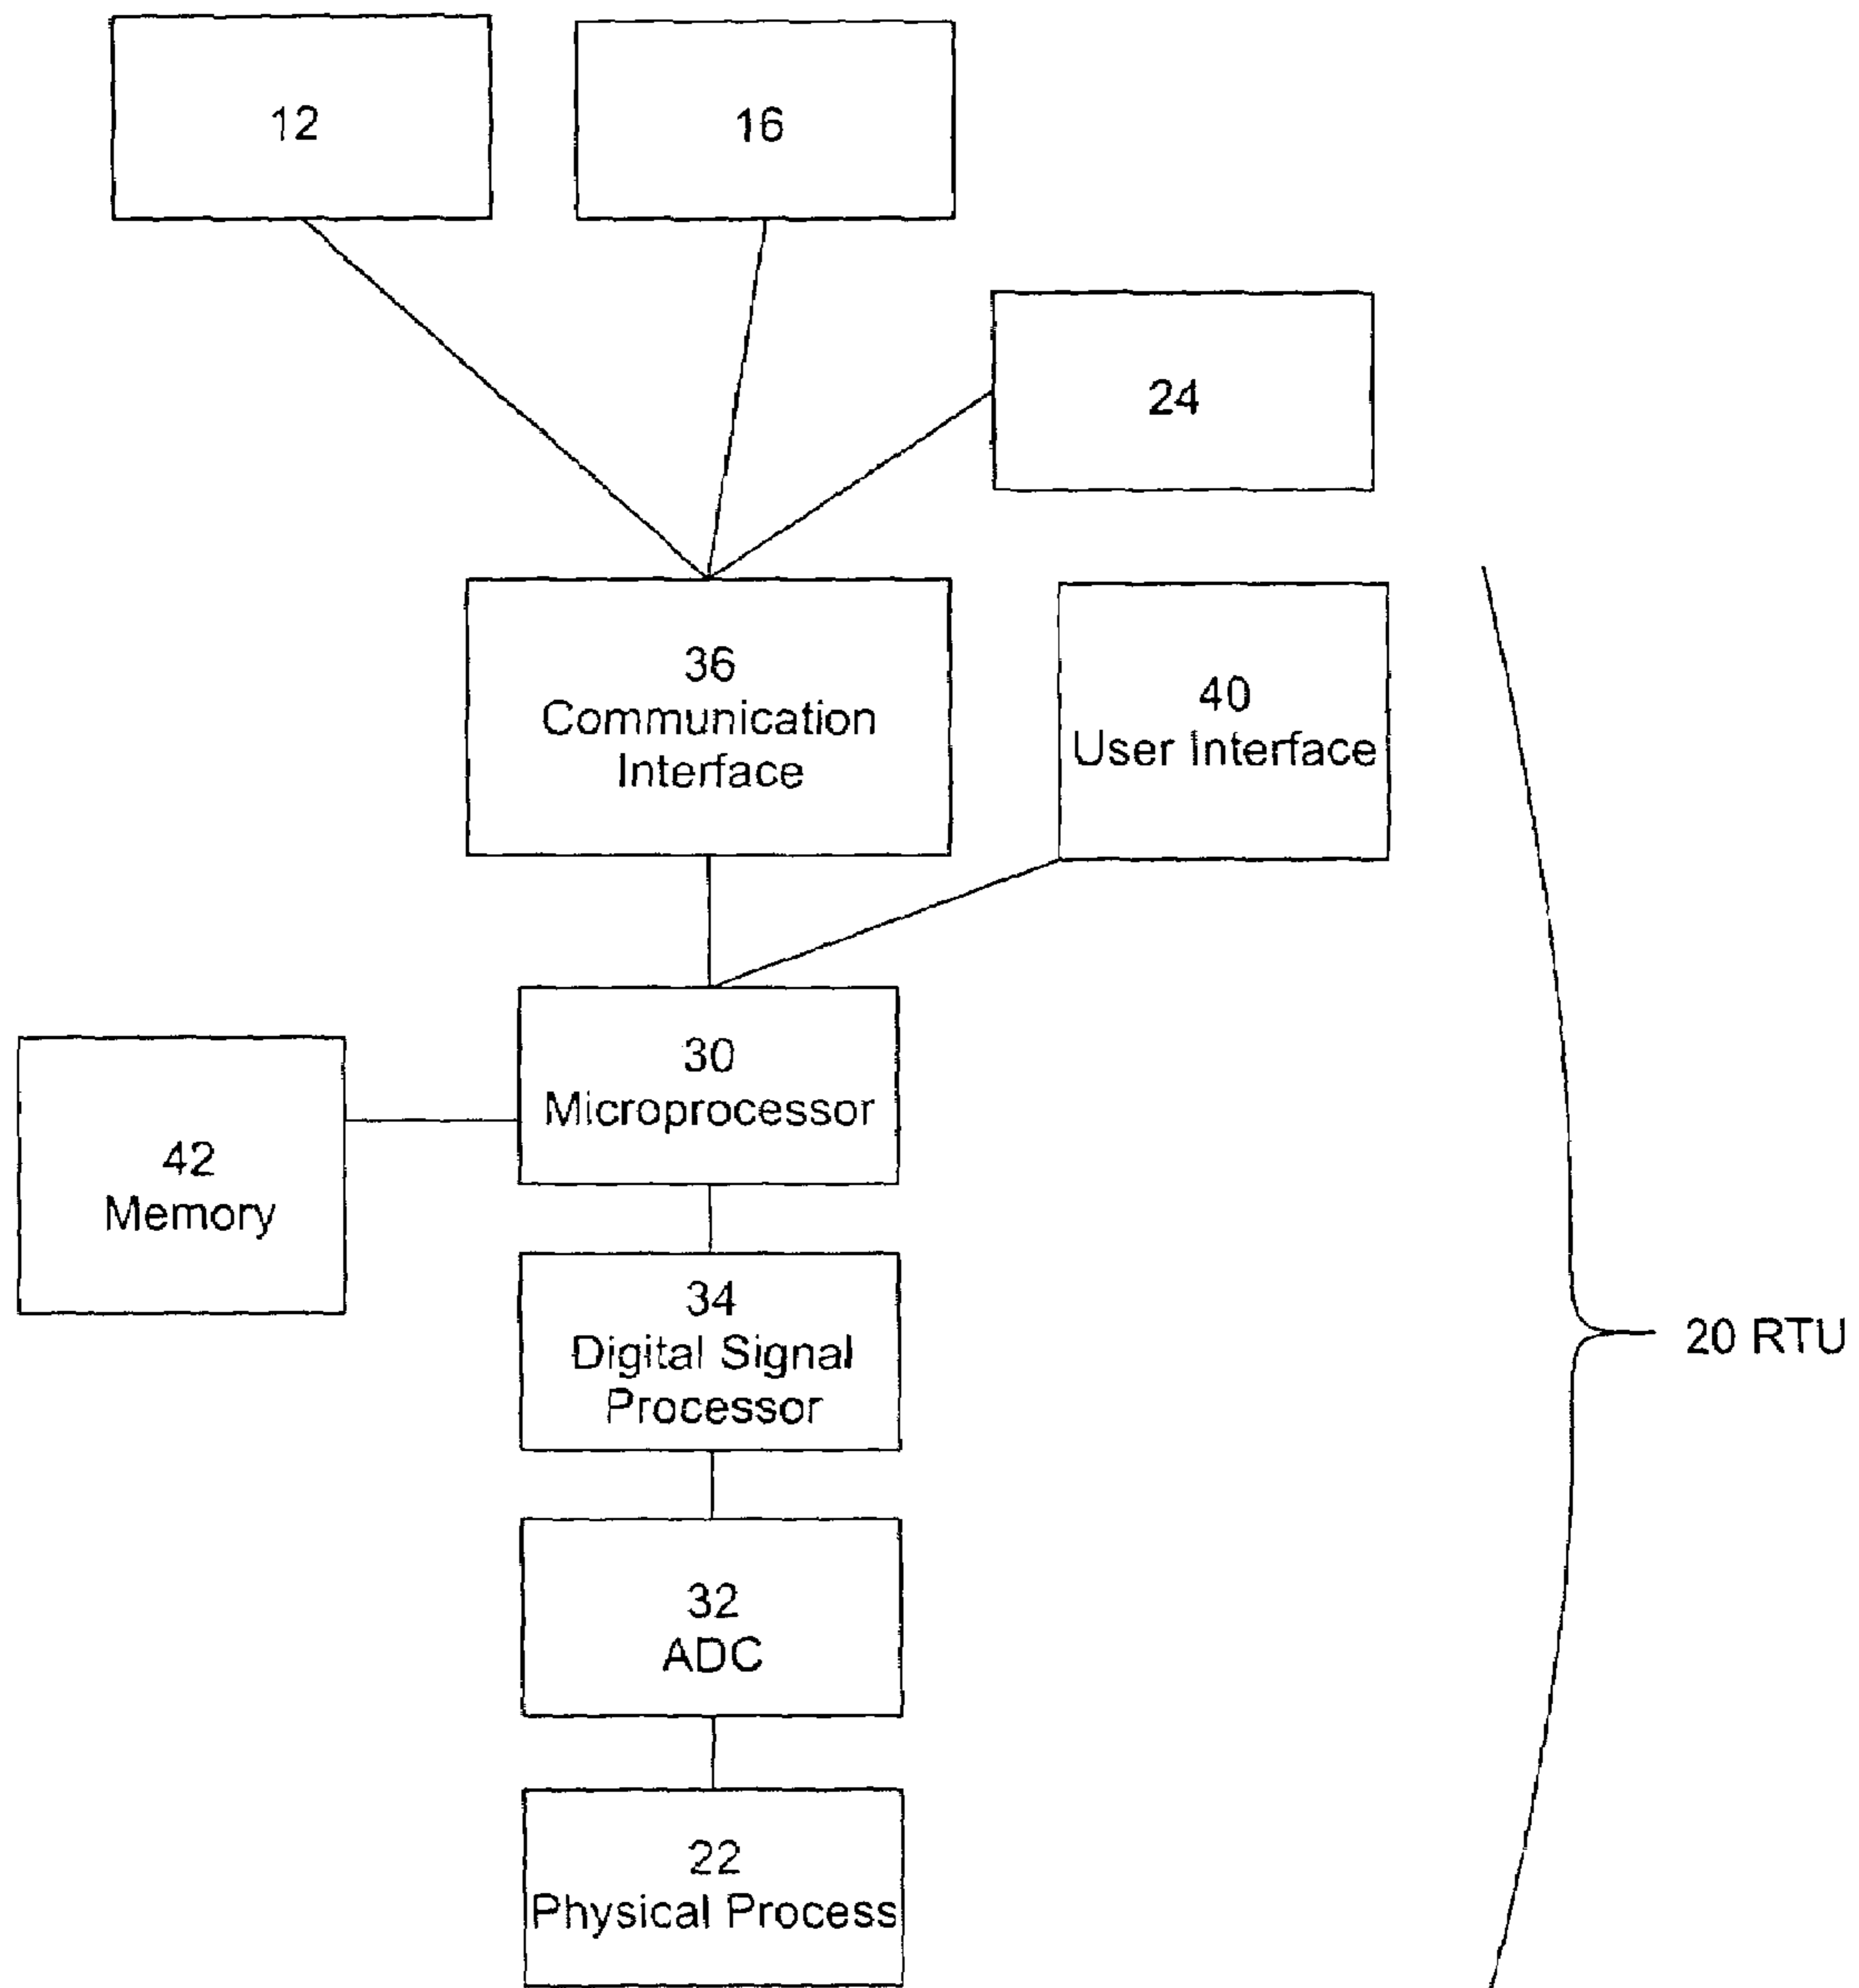 12
16
24
36
Communication
Interface
40
User Interface
30
Microprocessor
42
Memory
34
Digital Signal
Processor
20 RTU
32
ADC
22
Physical Process